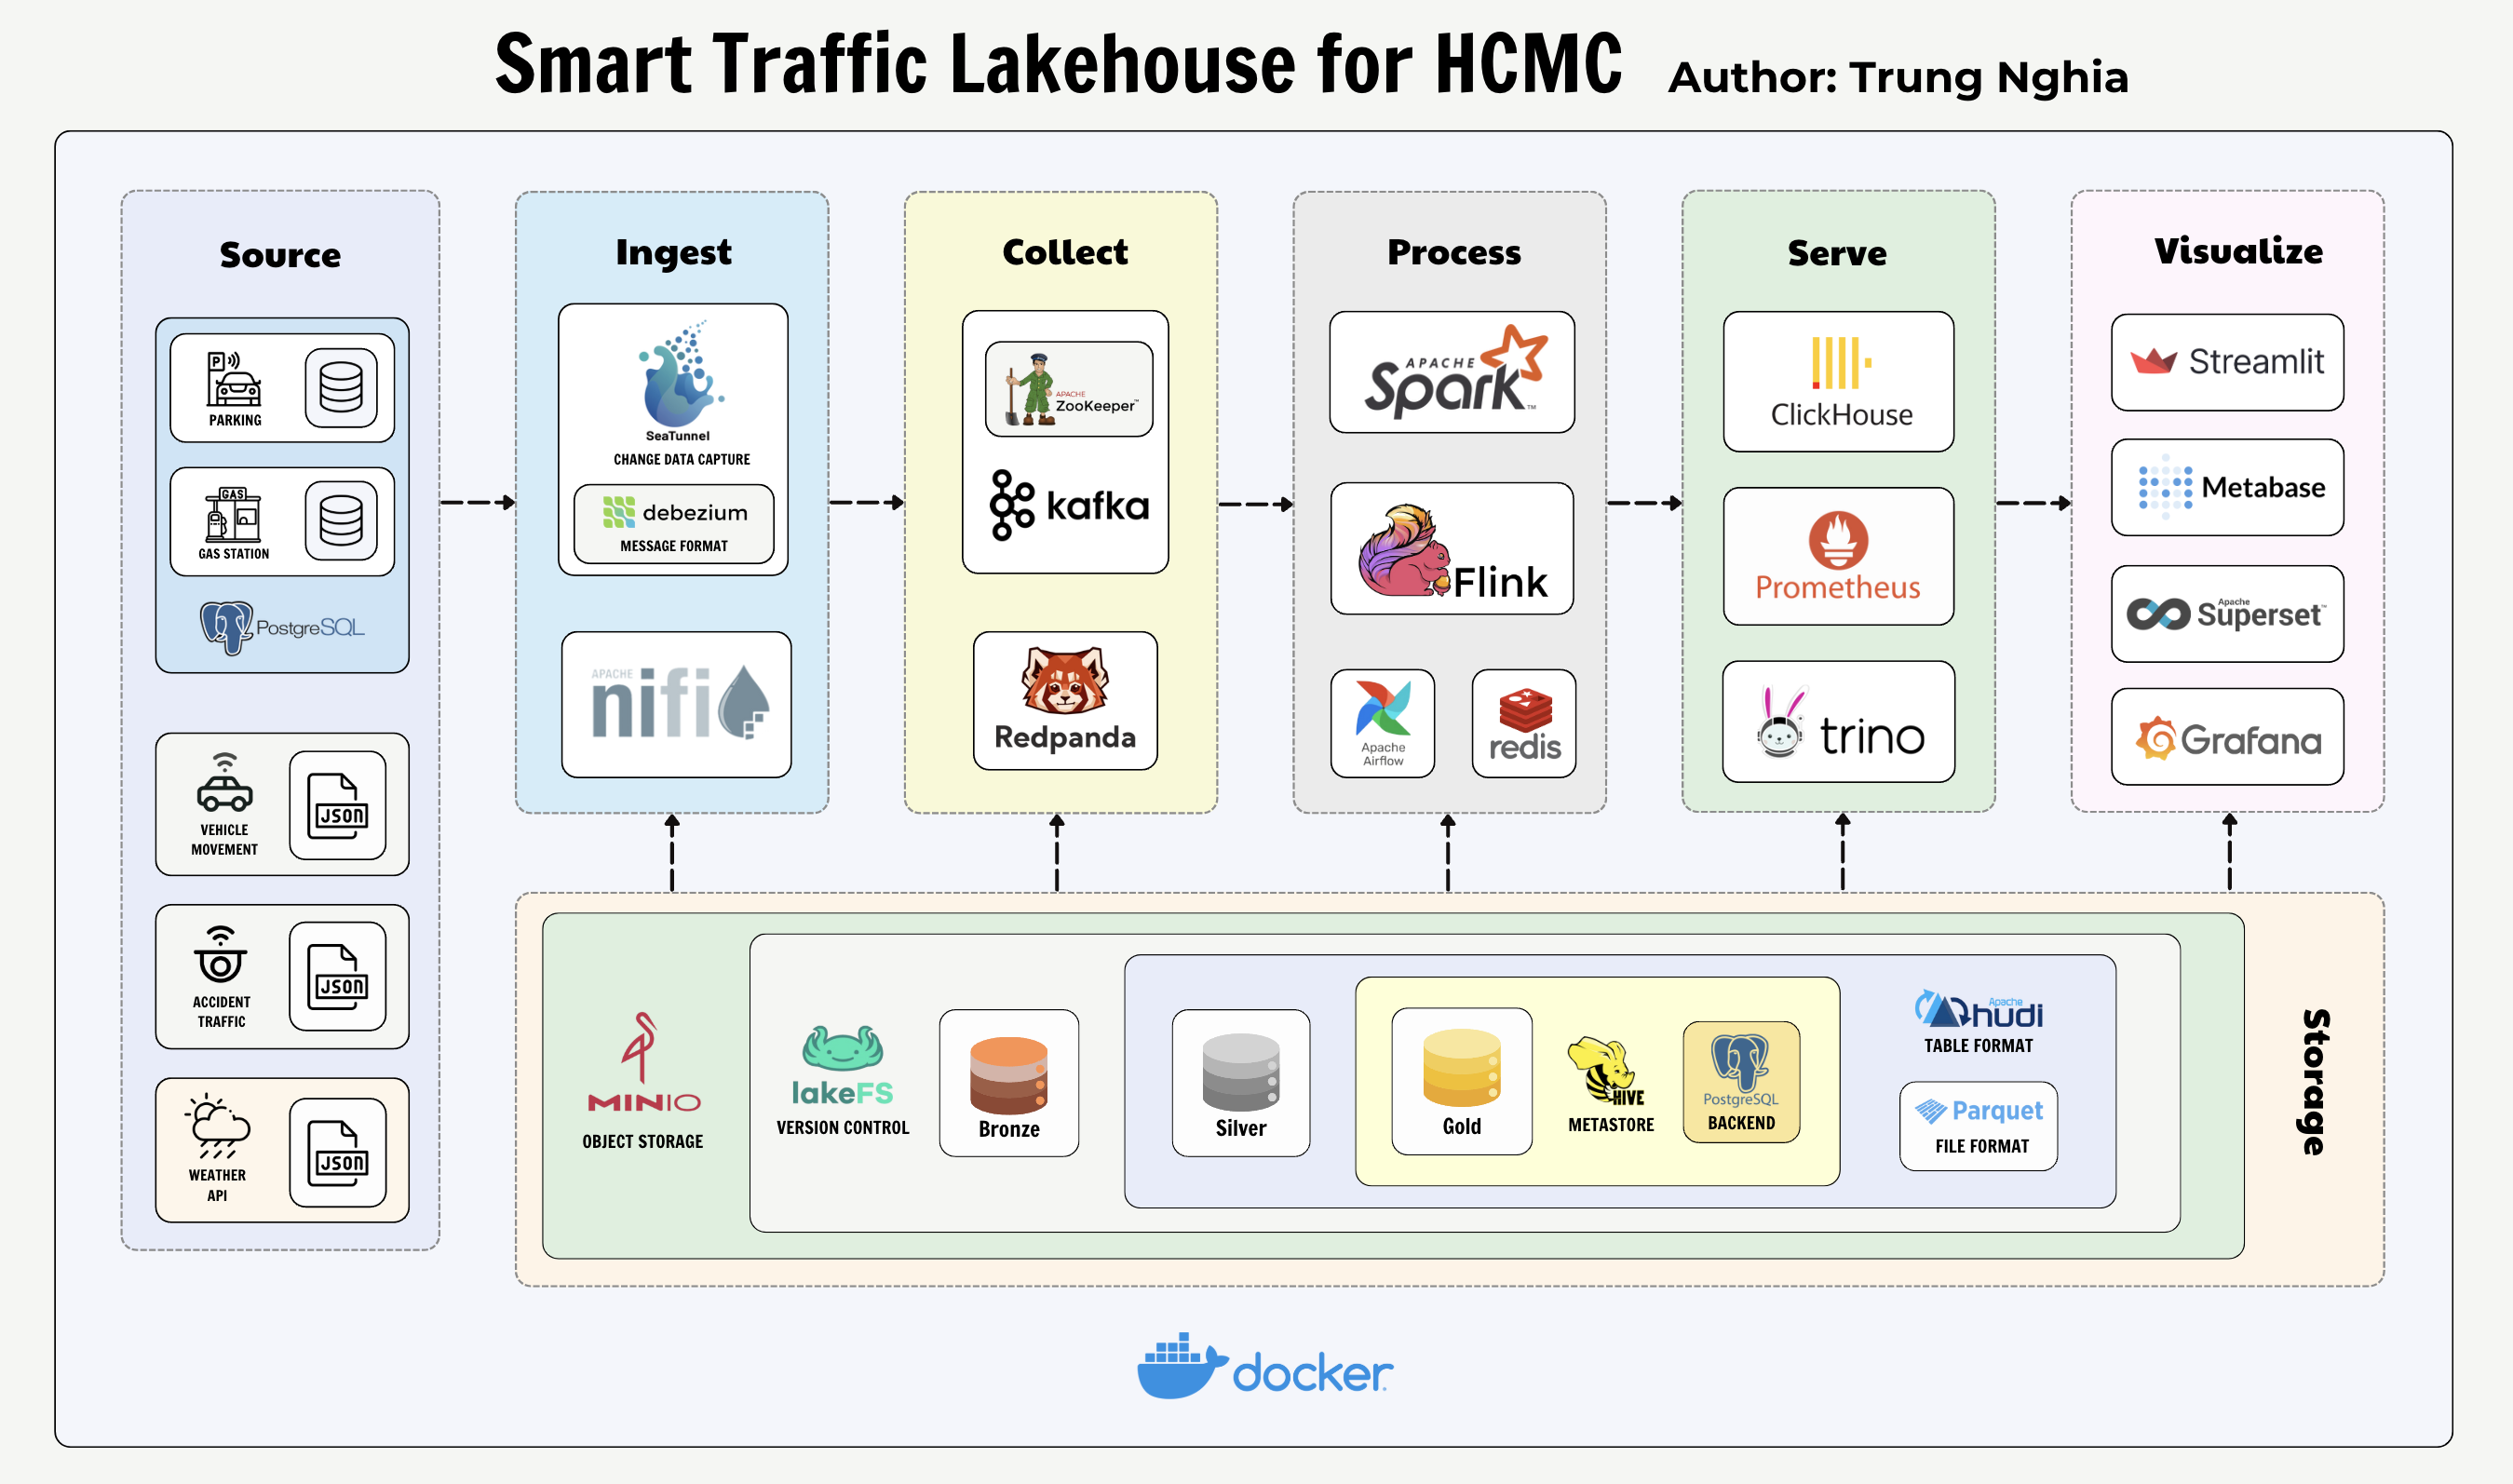 Smart Traffic Lakehouse for HCMC
Author: Trung Nghia
Source
P
PARKING
GAS
GAS STATION
PostgreSQL
VEHICLE
MOVEMENT
JSON
ACCIDENT
TRAFFIC
JSON
WEATHER
API
JSON
Ingest
SeaTunnel
CHANGE DATA CAPTURE
debezium
MESSAGE FORMAT
APACHE
nifi
Collect
APACHE
ZooKeeper™
kafka
Redpanda
Process
APACHE
Spark™
Flink
Apache
Airflow
redis
Serve
ClickHouse
Prometheus
trino
Visualize
Streamlit
Metabase
Apache
Superset™
Grafana
MINIO
OBJECT STORAGE
lakeFS
VERSION CONTROL
Bronze
Silver
Gold
HIVE
METASTORE
PostgreSQL
BACKEND
Apache
hudi
TABLE FORMAT
Parquet
FILE FORMAT
Storage
docker